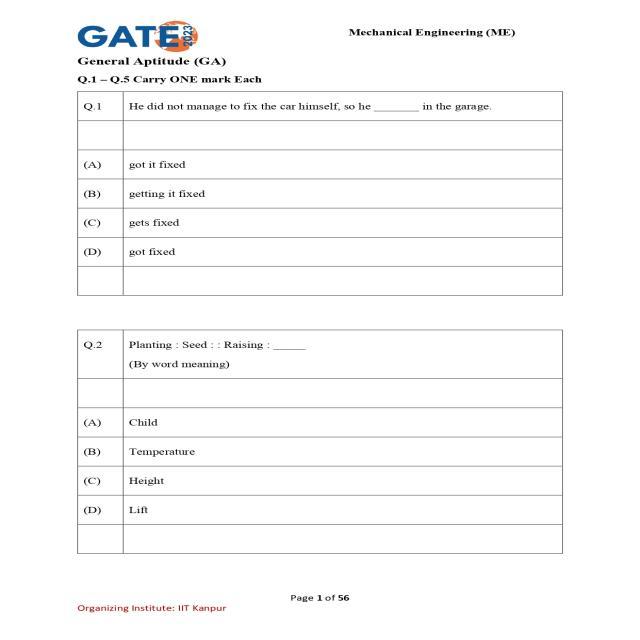 GATE 2023
Mechanical Engineering (ME)
General Aptitude (GA)
Q.1 – Q.5 Carry ONE mark Each
Q.1 He did not manage to fix the car himself, so he ________ in the garage.
(A) got it fixed
(B) getting it fixed
(C) gets fixed
(D) got fixed
Q.2 Planting : Seed : : Raising : ______
(By word meaning)
(A) Child
(B) Temperature
(C) Height
(D) Lift
Page 1 of 56
Organizing Institute: IIT Kanpur